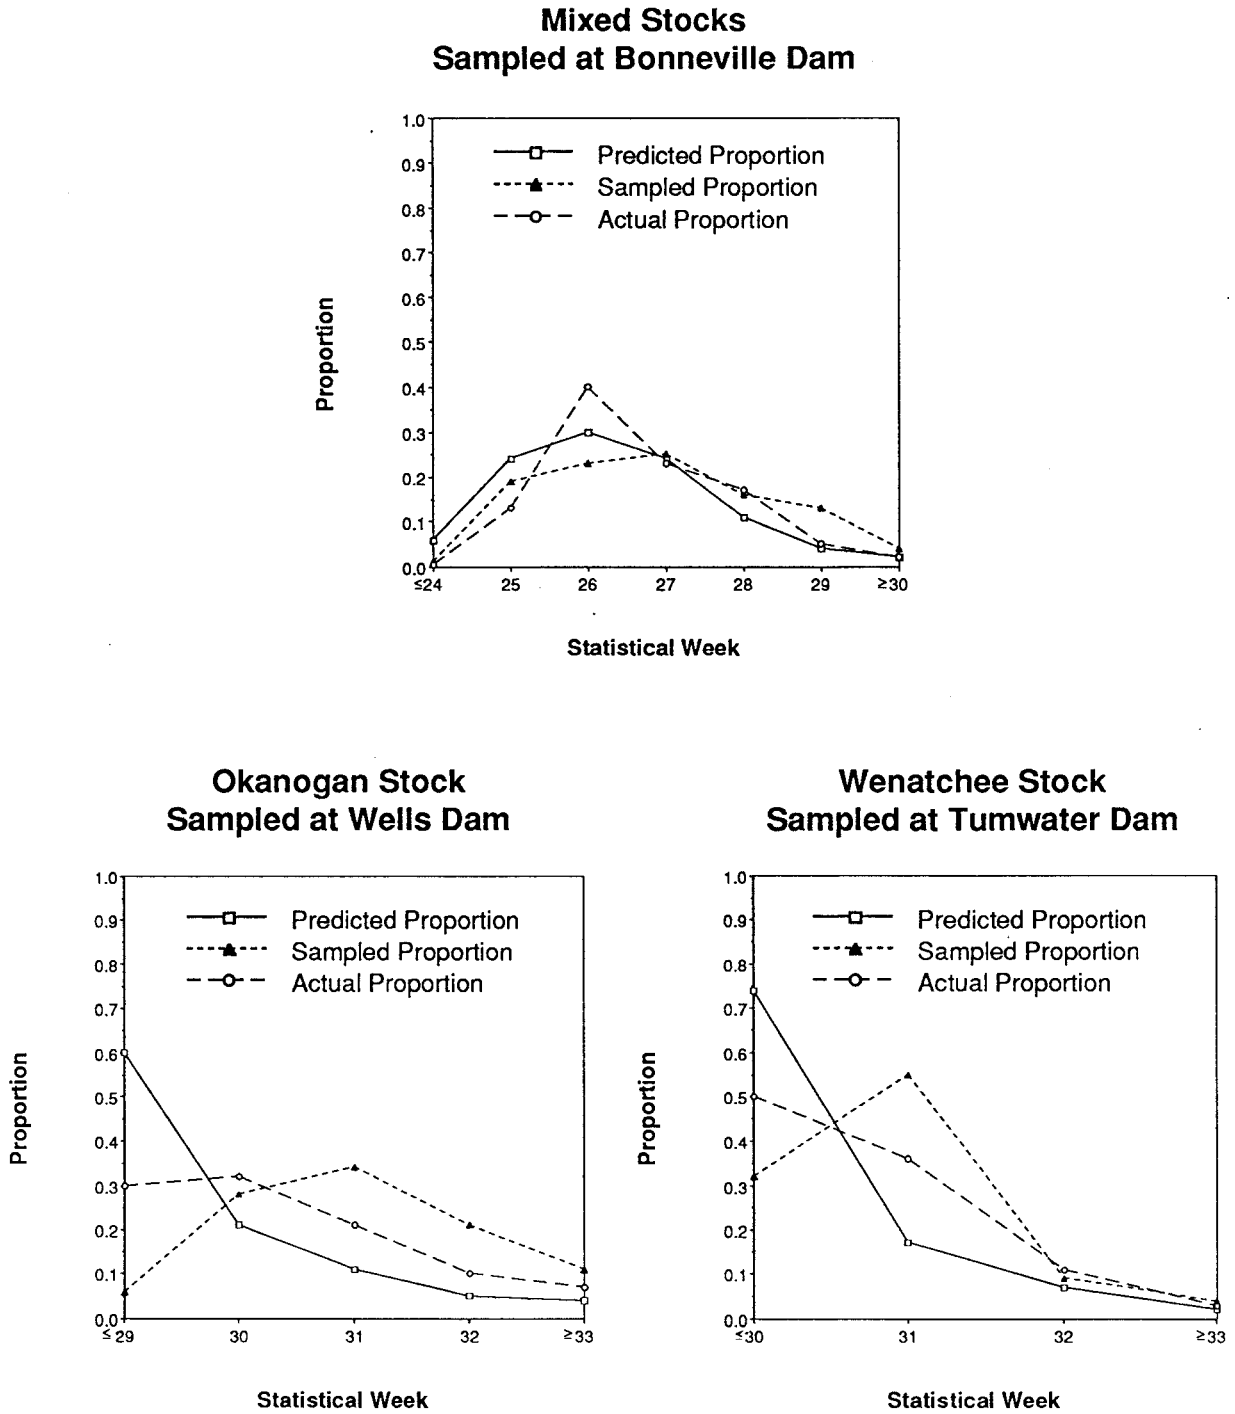 Mixed Stocks
Sampled at Bonneville Dam
1.0
0.9
0.8
0.7
0.6
0.5
0.4
0.3
0.2
0.1
0.0
Proportion
Predicted Proportion
Sampled Proportion
Actual Proportion
≤24 25 26 27 28 29 ≥30
Statistical Week
Okanogan Stock
Sampled at Wells Dam
1.0
0.9
0.8
0.7
0.6
0.5
0.4
0.3
0.2
0.1
0.0
Proportion
Predicted Proportion
Sampled Proportion
Actual Proportion
≤29 30 31 32 ≥33
Statistical Week
Wenatchee Stock
Sampled at Tumwater Dam
1.0
0.9
0.8
0.7
0.6
0.5
0.4
0.3
0.2
0.1
0.0
Proportion
Predicted Proportion
Sampled Proportion
Actual Proportion
≤30 31 32 ≥33
Statistical Week